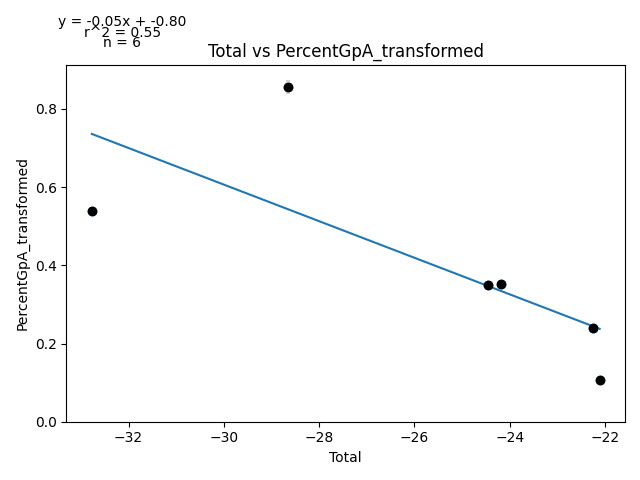 y = -0.05x + -0.80
r^2 = 0.55
n = 6
Total vs PercentGpA_transformed
PercentGpA_transformed
0.8
0.6
0.4
0.2
0.0
−32
−30
−28
−26
−24
−22
Total